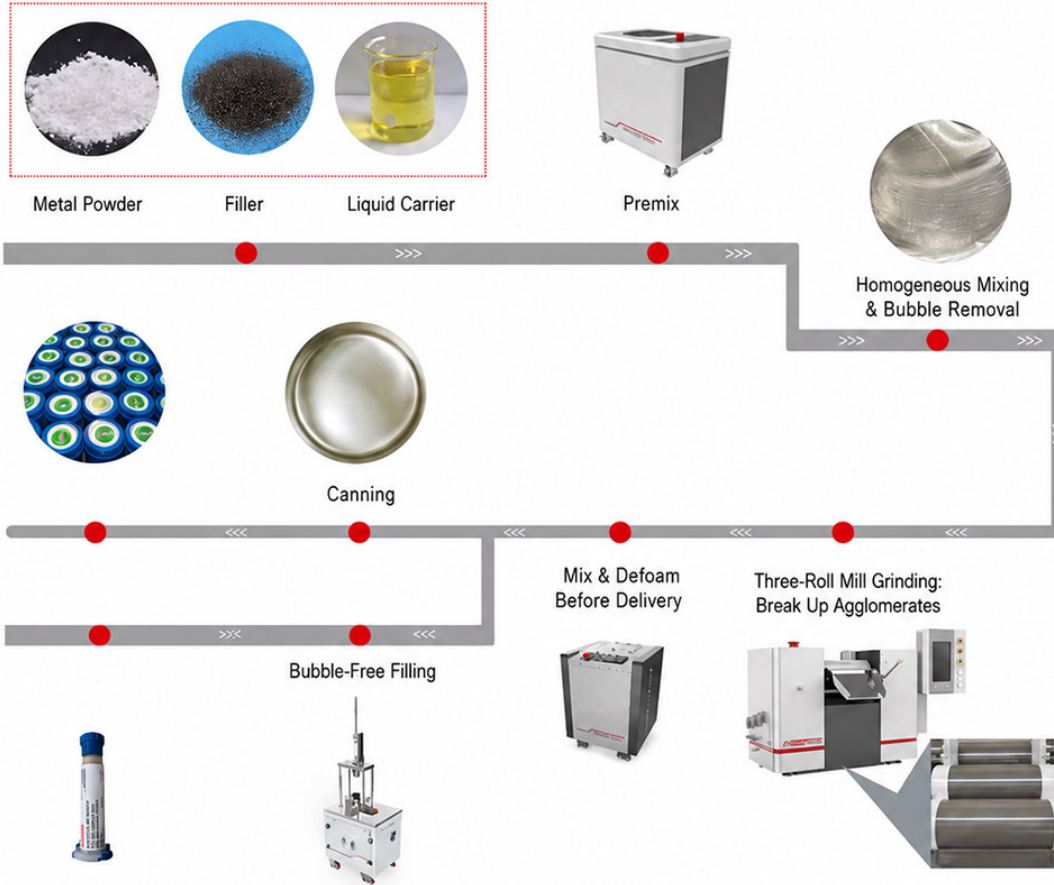 Metal Powder
Filler
Liquid Carrier
Premix
>>>
>>>
Homogeneous Mixing
& Bubble Removal
>>>
>>>
Canning
<<<
<<<
<<<
<<<
Mix & Defoam
Before Delivery
Three-Roll Mill Grinding:
Break Up Agglomerates
<<<
Bubble-Free Filling